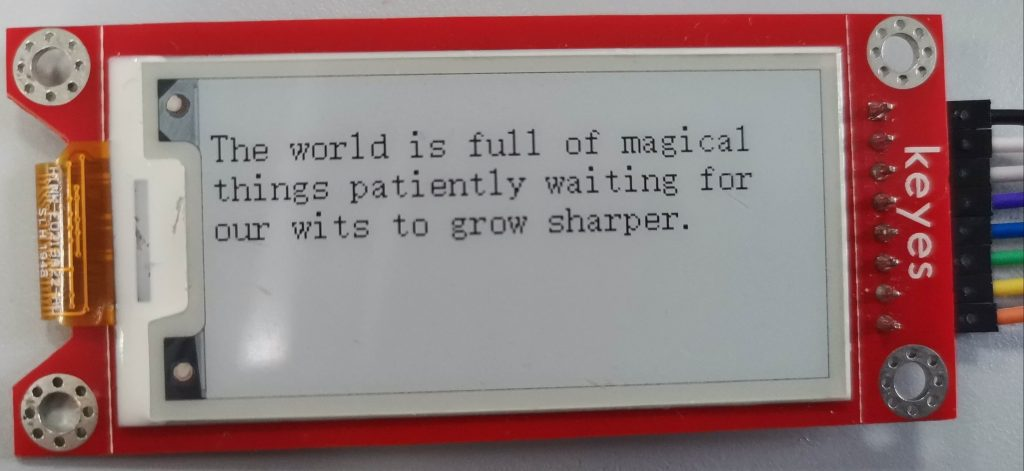 The world is full of magical
things patiently waiting for
our wits to grow sharper.
keyes